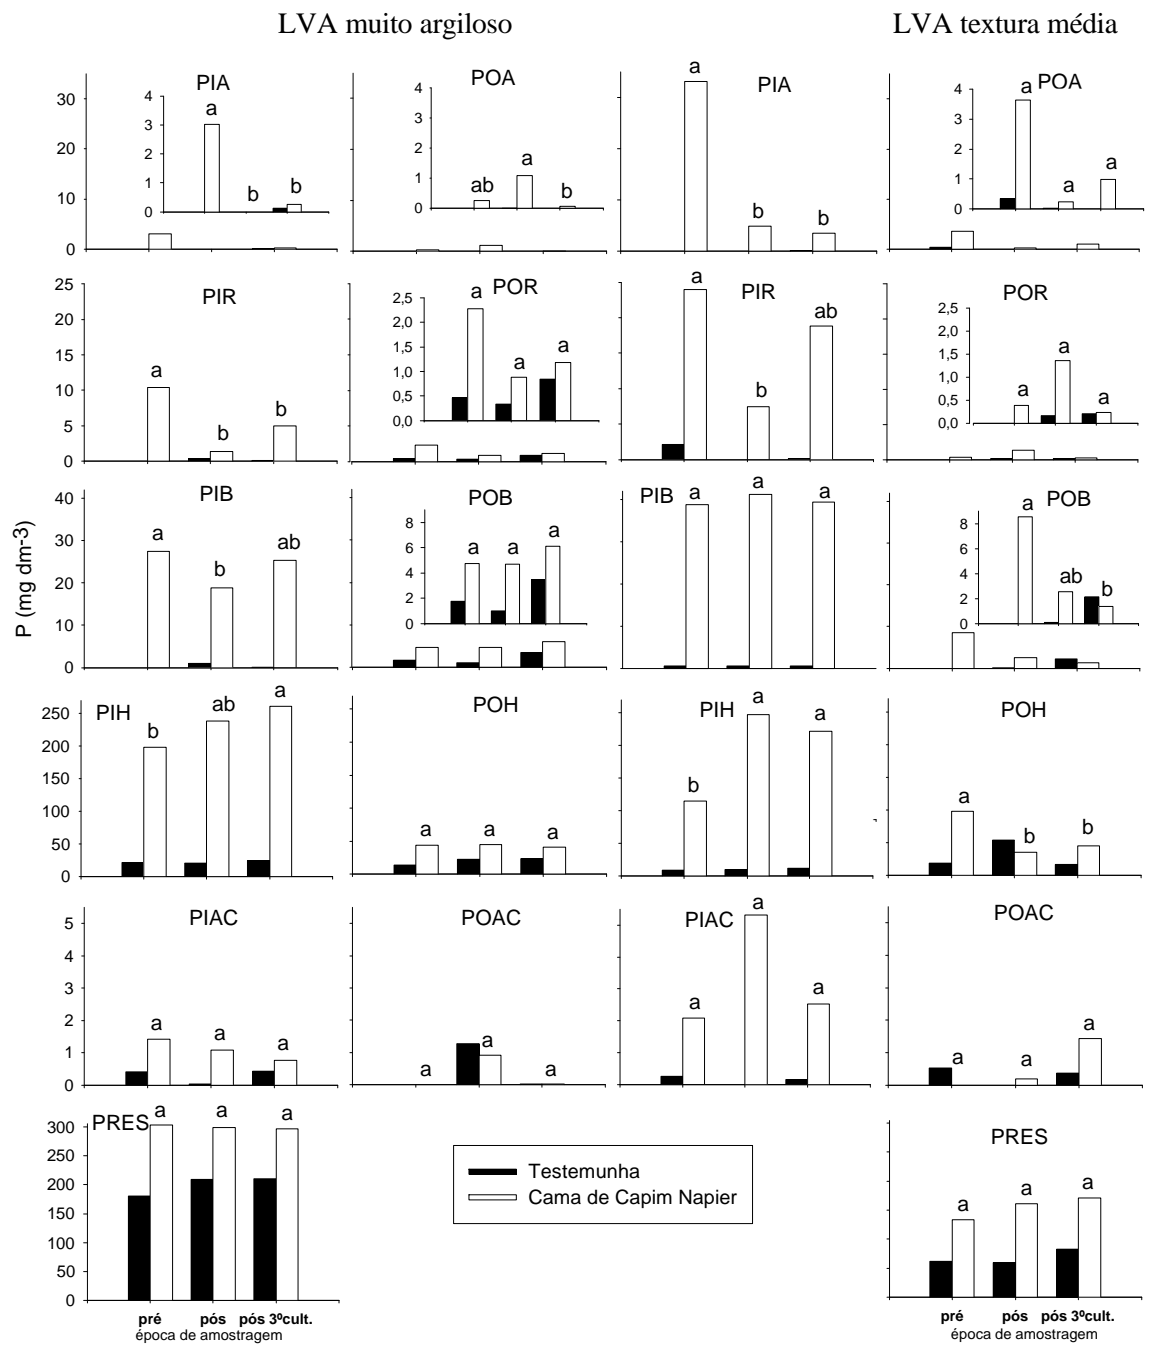 LVA muito argiloso LVA textura média
PIA POA PIA POA
30
20
10
0
4
3
2
1
0
a b b
4
3
2
1
0
ab a b
a b b
4
3
2
1
0
a a a
PIR POR PIR POR
25
20
15
10
5
0
a b b
2,5
2,0
1,5
1,0
0,5
0,0
a a a
a b ab
2,5
2,0
1,5
1,0
0,5
0,0
a a a
P (mg dm-3)
PIB POB PIB POB
40
30
20
10
0
a b ab
8
6
4
2
0
a a a
a a a
8
6
4
2
0
a ab b
PIH POH PIH POH
250
200
150
100
50
0
b ab a
a a a
b a a
a b b
PIAC POAC PIAC POAC
5
4
3
2
1
0
a a a
a a a
a a a
a a a
PRES PRES
300
250
200
150
100
50
0
a a a
a a a
Testemunha
Cama de Capim Napier
pré pós pós 3ºcult. pré pós pós 3ºcult.
época de amostragem época de amostragem